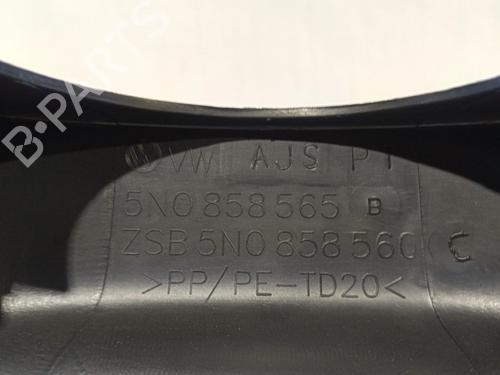 B-PARTS
VW AJS PT
5N0 858 565 B
ZSB 5N0 858 560 C
>PP/PE-TD20<